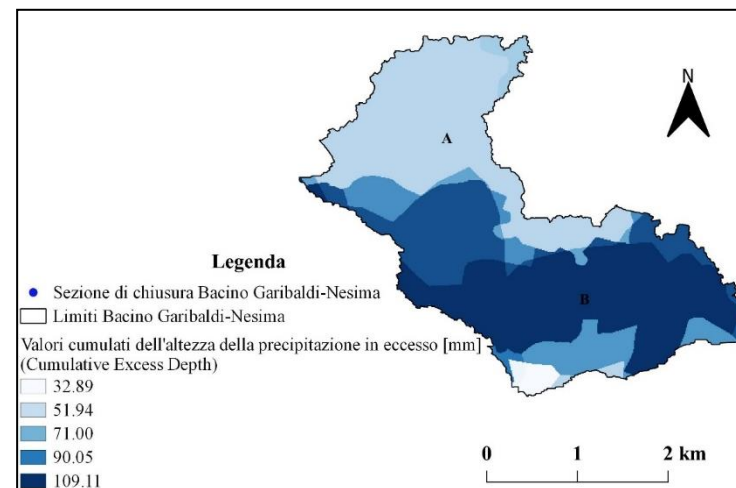 N
A
B
Legenda
Sezione di chiusura Bacino Garibaldi-Nesima
Limiti Bacino Garibaldi-Nesima
Valori cumulati dell'altezza della precipitazione in eccesso [mm]
(Cumulative Excess Depth)
32.89
51.94
71.00
90.05
109.11
0 1 2 km